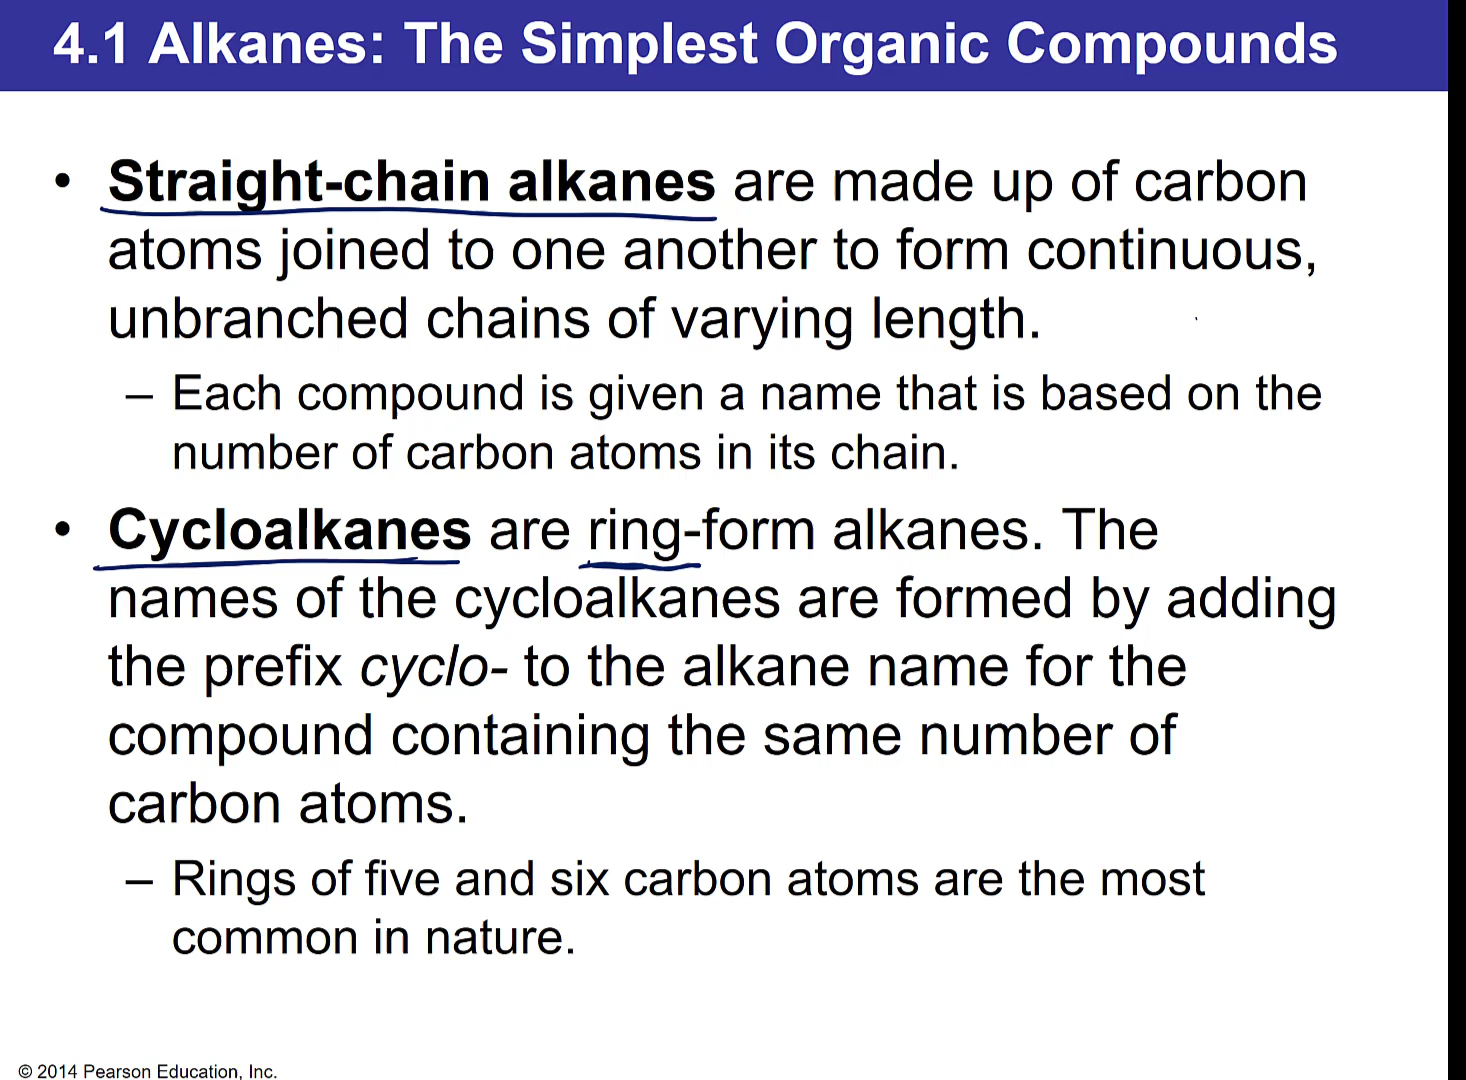 4.1 Alkanes: The Simplest Organic Compounds
• Straight-chain alkanes are made up of carbon
atoms joined to one another to form continuous,
unbranched chains of varying length.
– Each compound is given a name that is based on the
number of carbon atoms in its chain.
• Cycloalkanes are ring-form alkanes. The
names of the cycloalkanes are formed by adding
the prefix cyclo- to the alkane name for the
compound containing the same number of
carbon atoms.
– Rings of five and six carbon atoms are the most
common in nature.
© 2014 Pearson Education, Inc.